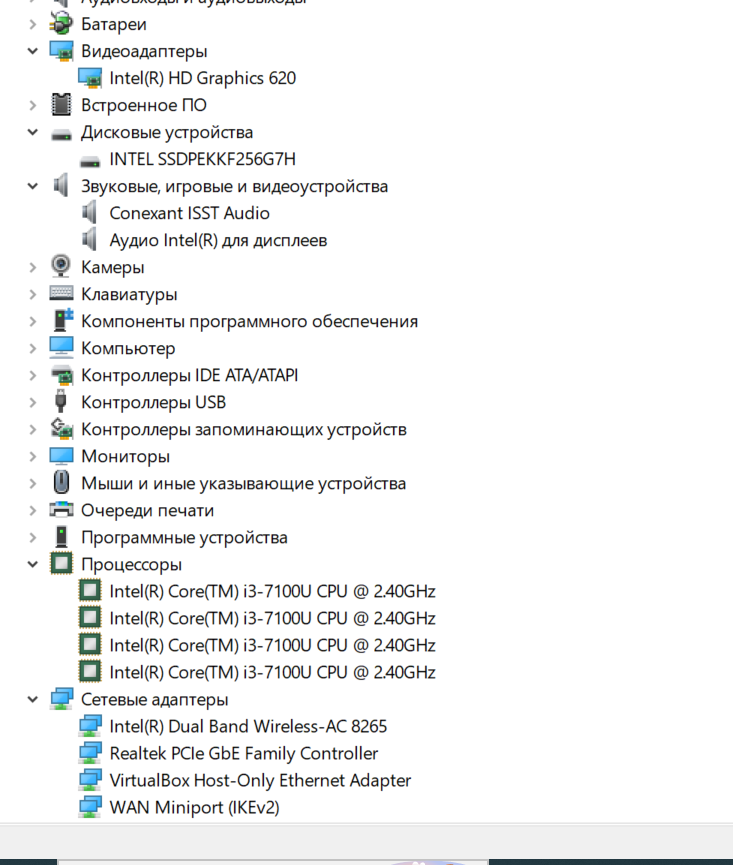 Аудиовходы и аудиовыходы
Батареи
Видеоадаптеры
Intel(R) HD Graphics 620
Встроенное ПО
Дисковые устройства
INTEL SSDPEKKF256G7H
Звуковые, игровые и видеоустройства
Conexant ISST Audio
Аудио Intel(R) для дисплеев
Камеры
Клавиатуры
Компоненты программного обеспечения
Компьютер
Контроллеры IDE ATA/ATAPI
Контроллеры USB
Контроллеры запоминающих устройств
Мониторы
Мыши и иные указывающие устройства
Очереди печати
Программные устройства
Процессоры
Intel(R) Core(TM) i3-7100U CPU @ 2.40GHz
Intel(R) Core(TM) i3-7100U CPU @ 2.40GHz
Intel(R) Core(TM) i3-7100U CPU @ 2.40GHz
Intel(R) Core(TM) i3-7100U CPU @ 2.40GHz
Сетевые адаптеры
Intel(R) Dual Band Wireless-AC 8265
Realtek PCIe GbE Family Controller
VirtualBox Host-Only Ethernet Adapter
WAN Miniport (IKEv2)